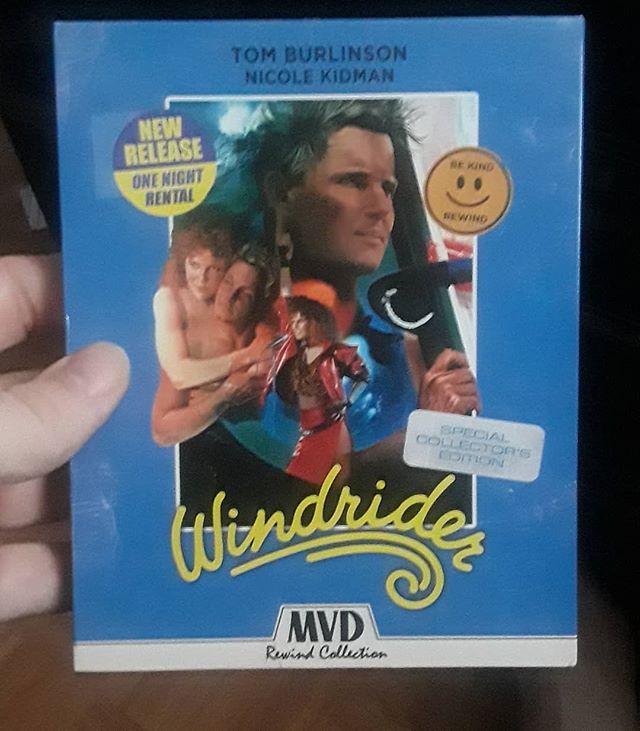 TOM BURLINSON
NICOLE KIDMAN
NEW
RELEASE
ONE NIGHT
RENTAL
BE KIND
REWIND
SPECIAL
COLLECTOR'S
EDITION
Windrider
MVD
Rewind Collection